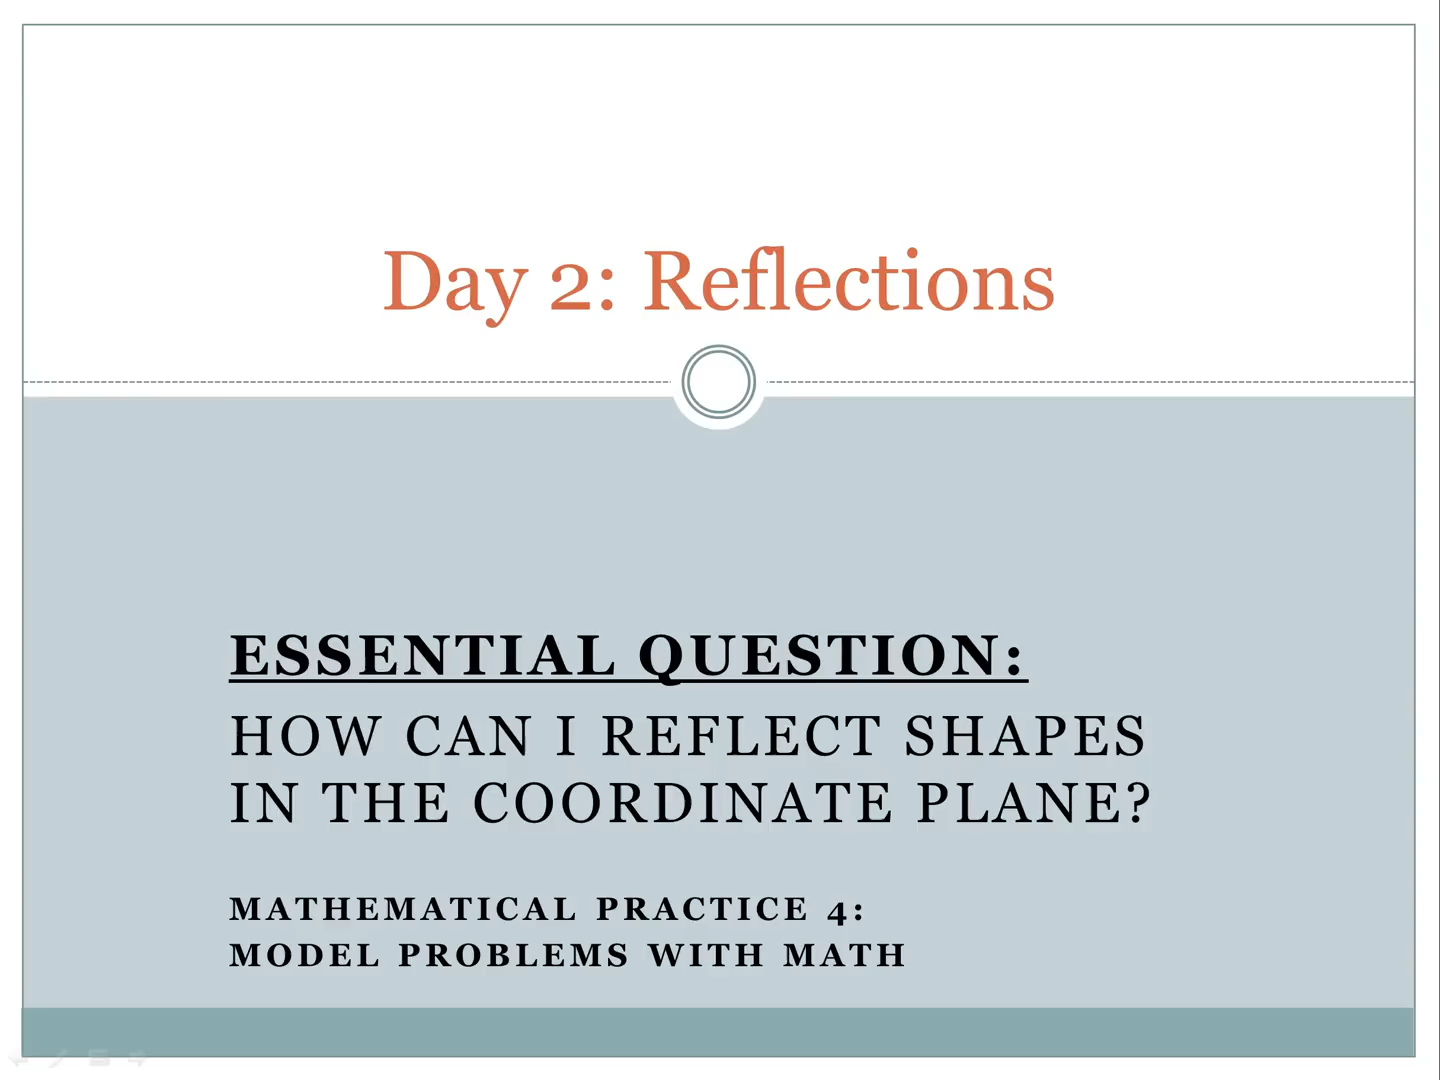 Day 2: Reflections
ESSENTIAL QUESTION:
HOW CAN I REFLECT SHAPES
IN THE COORDINATE PLANE?
MATHEMATICAL PRACTICE 4:
MODEL PROBLEMS WITH MATH